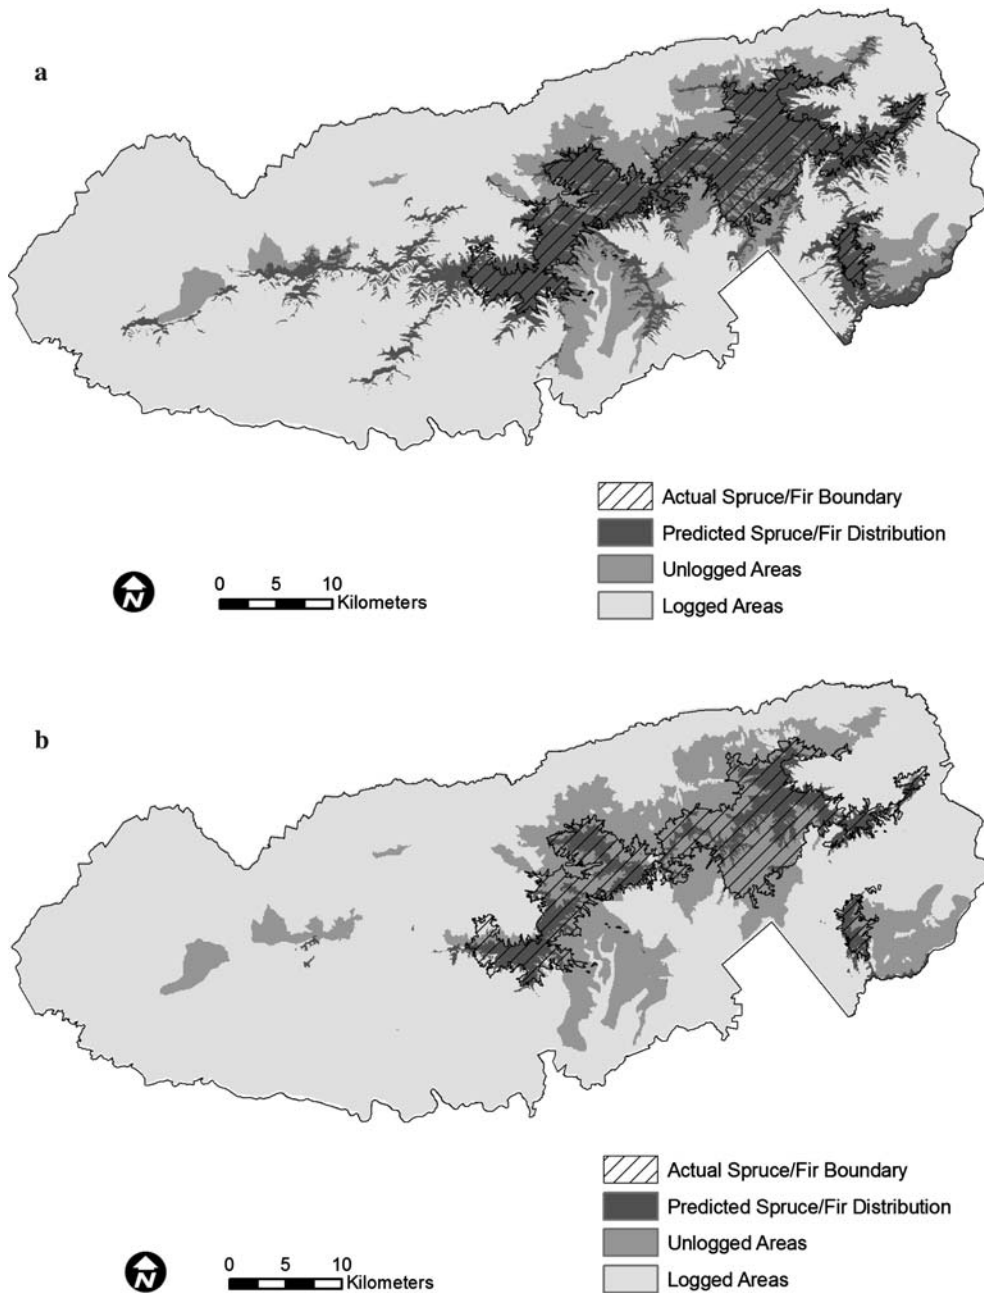 a
Actual Spruce/Fir Boundary
Predicted Spruce/Fir Distribution
Unlogged Areas
Logged Areas
N
0 5 10
Kilometers
b
Actual Spruce/Fir Boundary
Predicted Spruce/Fir Distribution
Unlogged Areas
Logged Areas
N
0 5 10
Kilometers